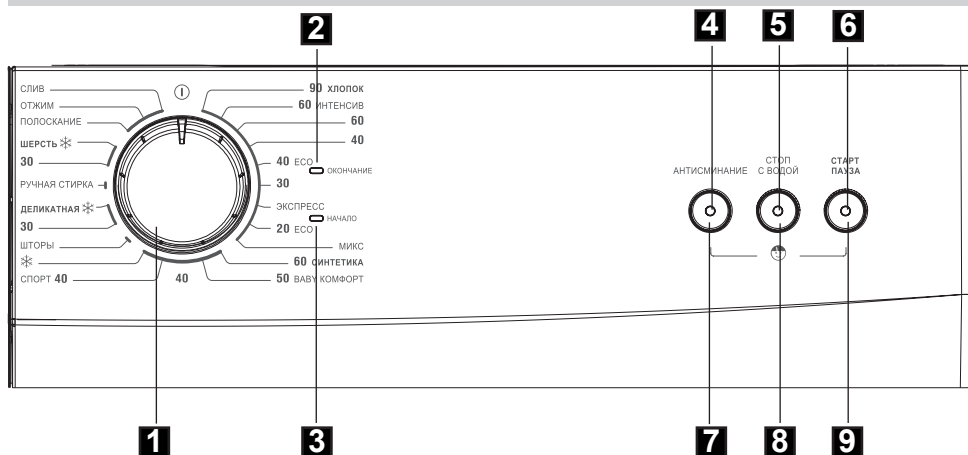 2
4 5 6
СЛИВ
ОТЖИМ
ПОЛОСКАНИЕ
ШЕРСТЬ
30
РУЧНАЯ СТИРКА
ДЕЛИКАТНАЯ
30
ШТОРЫ
СПОРТ 40
40
90 ХЛОПОК
60 ИНТЕНСИВ
60
40
40 ECO
30
ЭКСПРЕСС
20 ECO
МИКС
60 СИНТЕТИКА
50 BABY КОМФОРТ
ОКОНЧАНИЕ
НАЧАЛО
АНТИСМИНАНИЕ
СТОП
С ВОДОЙ
СТАРТ
ПАУЗА
1 3 7 8 9